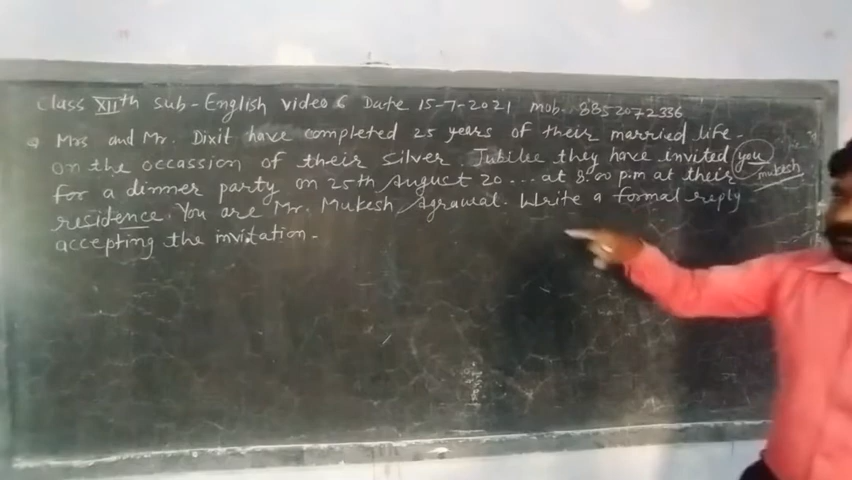 Class XIIth Sub-English video 6 Date 15-7-2021 mob. 8852072336
Q Mrs and Mr. Dixit have completed 25 years of their married life.
on the occassion of their Silver Jubilee they have invited you
mukesh
for a dinner party on 25th August 20... at 8:00 p.m at their
residence. You are Mr. Mukesh Agrawal. Write a formal reply
accepting the invitation.